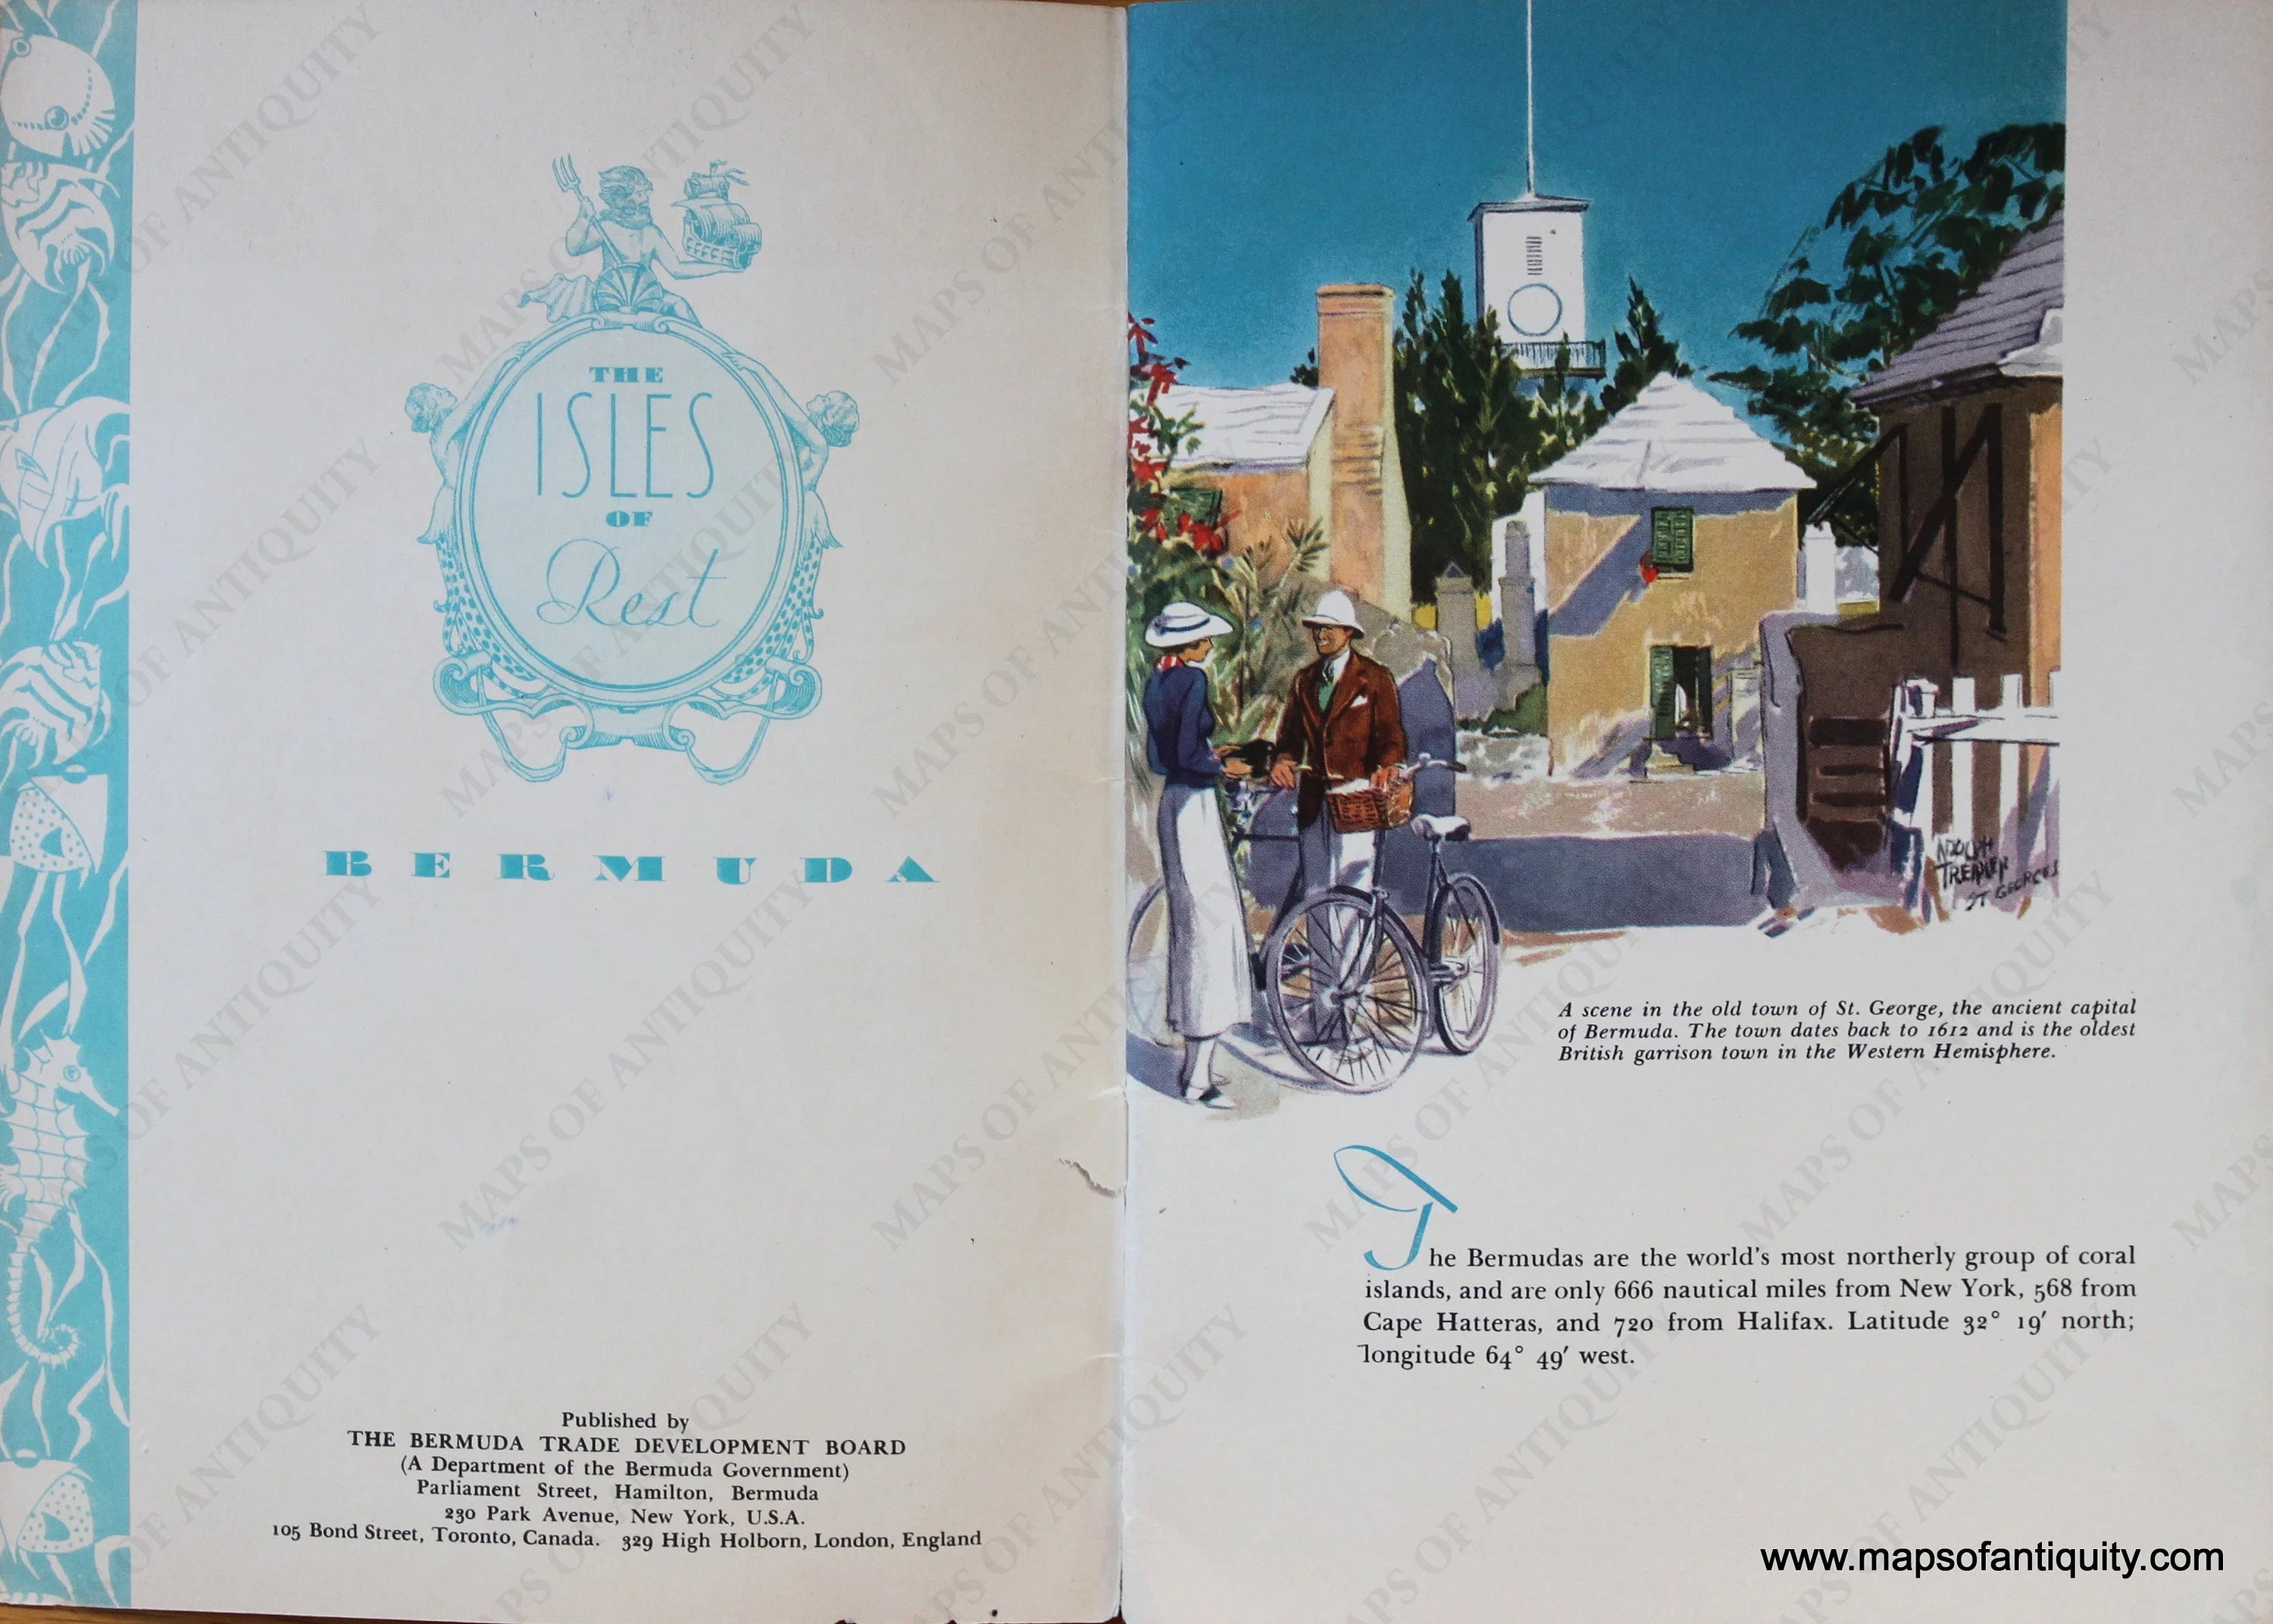 THE
ISLES
OF
Rest
BERMUDA
Published by
THE BERMUDA TRADE DEVELOPMENT BOARD
(A Department of the Bermuda Government)
Parliament Street, Hamilton, Bermuda
230 Park Avenue, New York, U.S.A.
105 Bond Street, Toronto, Canada. 329 High Holborn, London, England
ADOLPH
TREIDLER
ST GEORGES
A scene in the old town of St. George, the ancient capital
of Bermuda. The town dates back to 1612 and is the oldest
British garrison town in the Western Hemisphere.
The Bermudas are the world's most northerly group of coral
islands, and are only 666 nautical miles from New York, 568 from
Cape Hatteras, and 720 from Halifax. Latitude 32° 19′ north;
longitude 64° 49′ west.
www.mapsofantiquity.com
MAPS OF ANTIQUITY